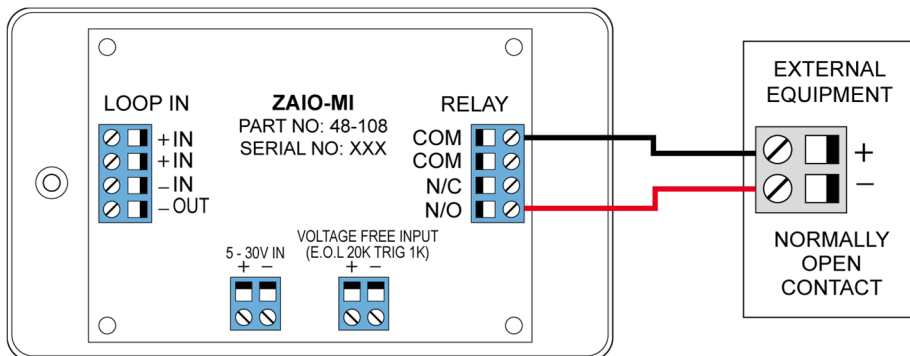 LOOP IN
+IN
+IN
–IN
–OUT
ZAIO-MI
PART NO: 48-108
SERIAL NO: XXX
RELAY
COM
COM
N/C
N/O
5 - 30V IN
+ –
VOLTAGE FREE INPUT
(E.O.L 20K TRIG 1K)
+ –
EXTERNAL
EQUIPMENT
+
–
NORMALLY
OPEN
CONTACT